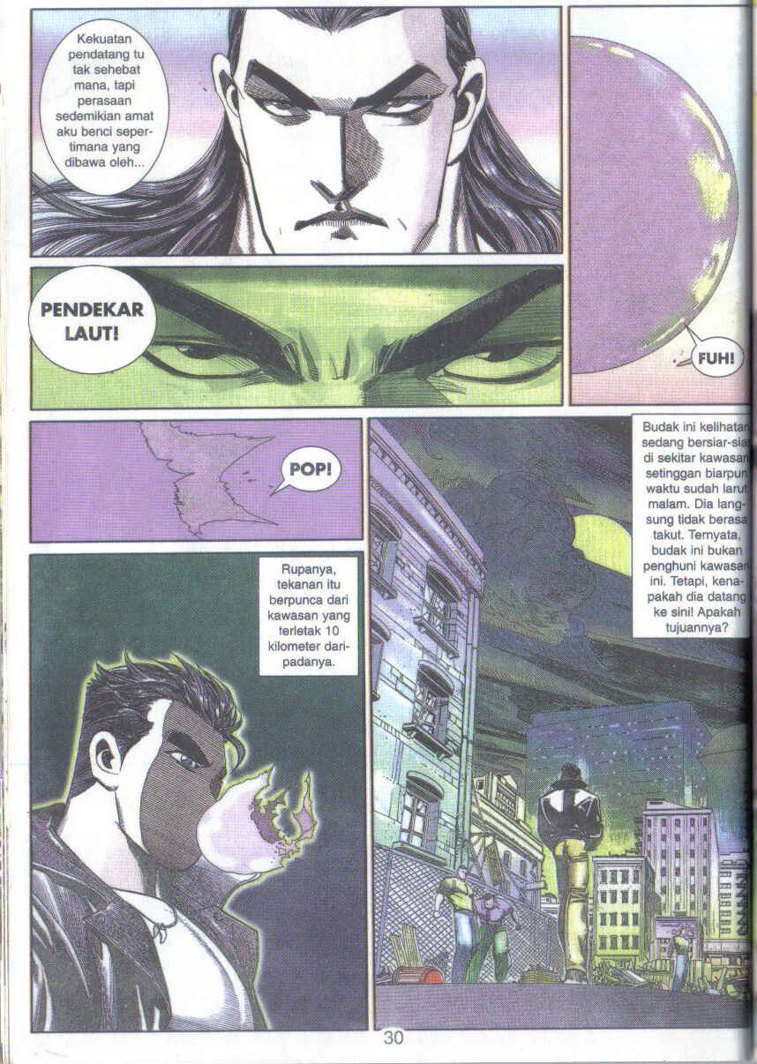 Kekuatan
pendatang tu
tak sehebat
mana, tapi
perasaan
sedemikian amat
aku benci seper-
timana yang
dibawa oleh...
PENDEKAR
LAUT!
FUH!
POP!
Budak ini kelihatan
sedang bersiar-sia
di sekitar kawasan
setinggan biarpun
waktu sudah larut
malam. Dia lang-
sung tidak berasa
takut. Ternyata,
budak ini bukan
penghuni kawasan
ini. Tetapi, kena-
pakah dia datang
ke sini! Apakah
tujuannya?
Rupanya,
tekanan itu
berpunca dari
kawasan yang
terletak 10
kilometer dari-
padanya.
30